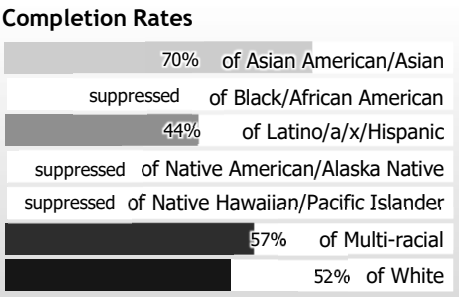 Completion Rates
70% of Asian American/Asian
suppressed of Black/African American
44% of Latino/a/x/Hispanic
suppressed of Native American/Alaska Native
suppressed of Native Hawaiian/Pacific Islander
57% of Multi-racial
52% of White